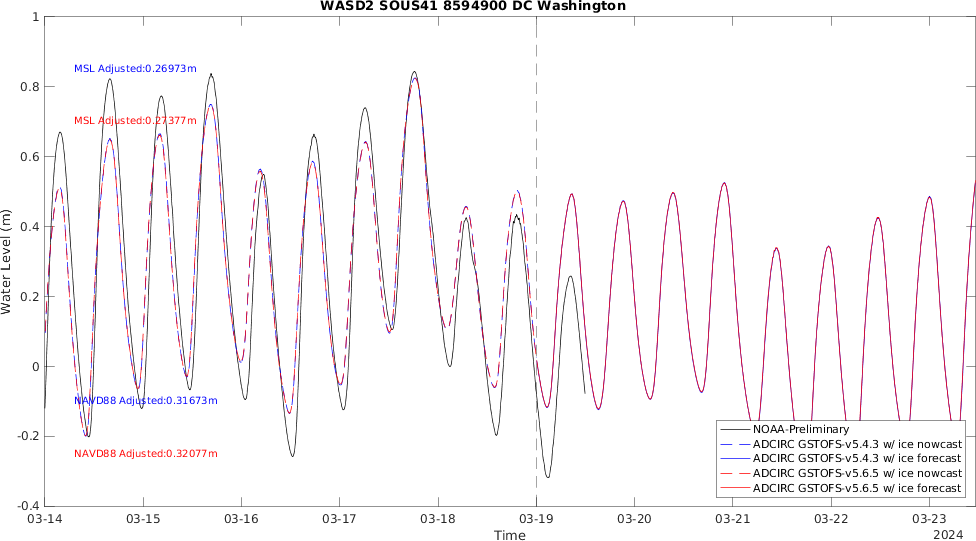 WASD2 SOUS41 8594900 DC Washington
1
MSL Adjusted:0.26973m
0.8
MSL Adjusted:0.27377m
0.6
0.4
Water Level (m)
0.2
0
NAVD88 Adjusted:0.31673m
-0.2
NAVD88 Adjusted:0.32077m
-0.4
NOAA-Preliminary
ADCIRC GSTOFS-v5.4.3 w/ ice nowcast
ADCIRC GSTOFS-v5.4.3 w/ ice forecast
ADCIRC GSTOFS-v5.6.5 w/ ice nowcast
ADCIRC GSTOFS-v5.6.5 w/ ice forecast
03-14 03-15 03-16 03-17 03-18 03-19 03-20 03-21 03-22 03-23
Time
2024